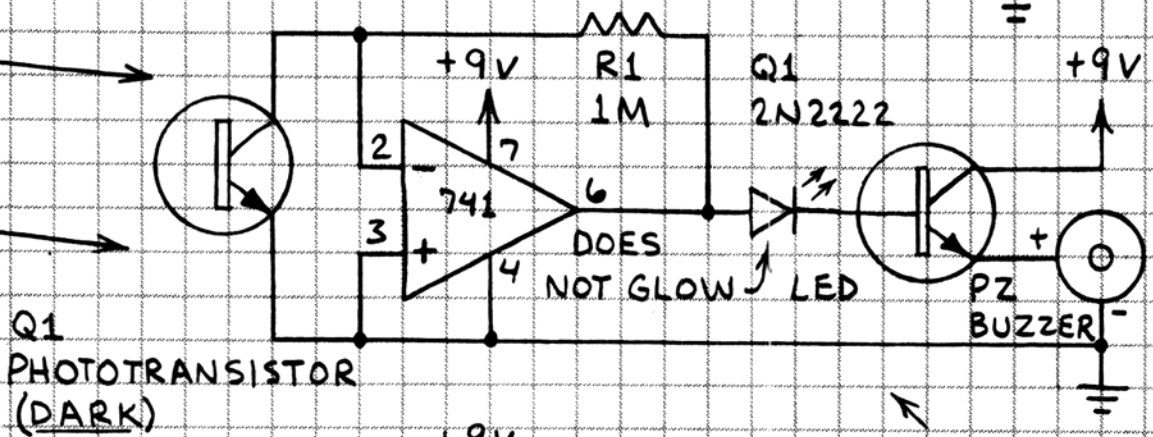 +9V
R1
1M
Q1
2N2222
+9V
2
-
7
741
6
3
+
4
DOES
NOT GLOW
LED
+
PZ
BUZZER
-
Q1
PHOTOTRANSISTOR
(DARK)